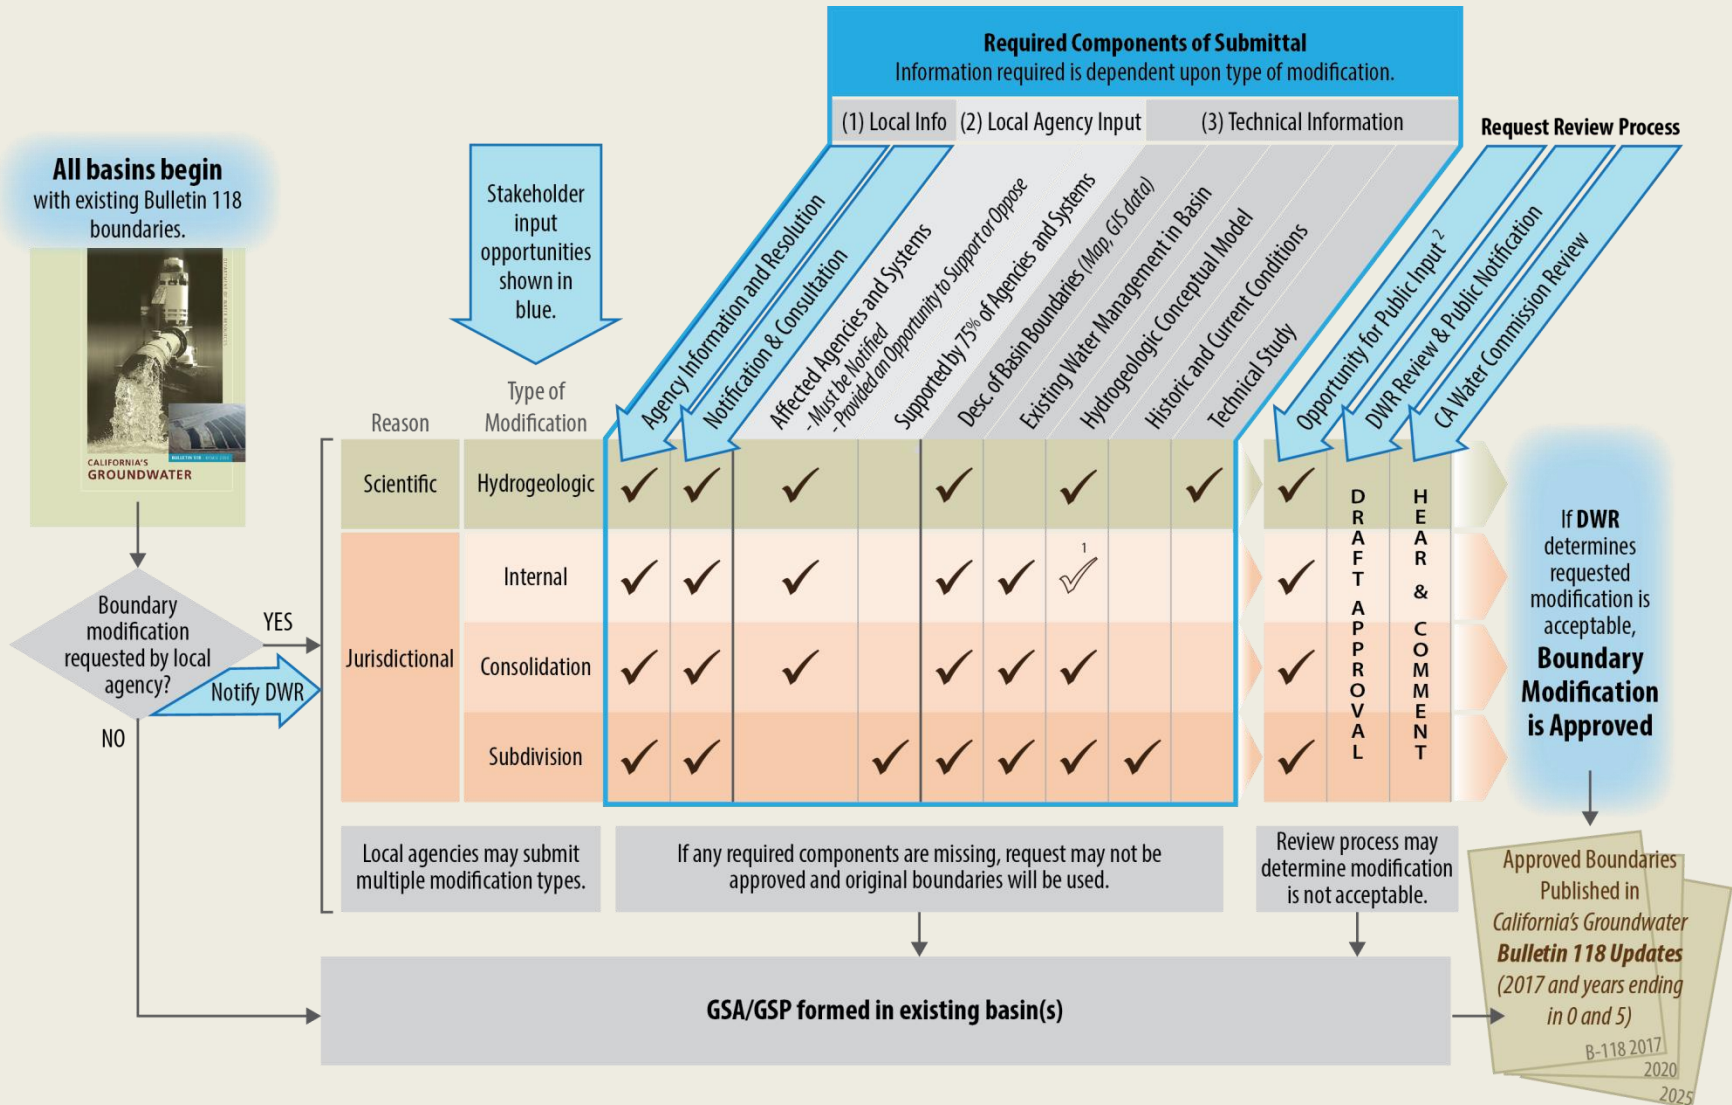 Required Components of Submittal
Information required is dependent upon type of modification.
(1) Local Info
(2) Local Agency Input
(3) Technical Information
Request Review Process
All basins begin
with existing Bulletin 118
boundaries.
CALIFORNIA'S
GROUNDWATER
Stakeholder
input
opportunities
shown in
blue.
Agency Information and Resolution
Notification & Consultation
Affected Agencies and Systems
- Must be Notified
- Provided an Opportunity to Support or Oppose
Supported by 75% of Agencies and Systems
Desc. of Basin Boundaries (Map, GIS data)
Existing Water Management in Basin
Hydrogeologic Conceptual Model
Historic and Current Conditions
Technical Study
Opportunity for Public Input 2
DWR Review & Public Notification
CA Water Commission Review
Reason
Type of
Modification
Scientific
Hydrogeologic
Jurisdictional
Internal
1
Consolidation
Subdivision
DRAFT APPROVAL
HEAR & COMMENT
Boundary
modification
requested by local
agency?
YES
Notify DWR
NO
If DWR
determines
requested
modification is
acceptable,
Boundary
Modification
is Approved
Local agencies may submit
multiple modification types.
If any required components are missing, request may not be
approved and original boundaries will be used.
Review process may
determine modification
is not acceptable.
GSA/GSP formed in existing basin(s)
Approved Boundaries
Published in
California's Groundwater
Bulletin 118 Updates
(2017 and years ending
in 0 and 5)
B-118 2017
2020
2025